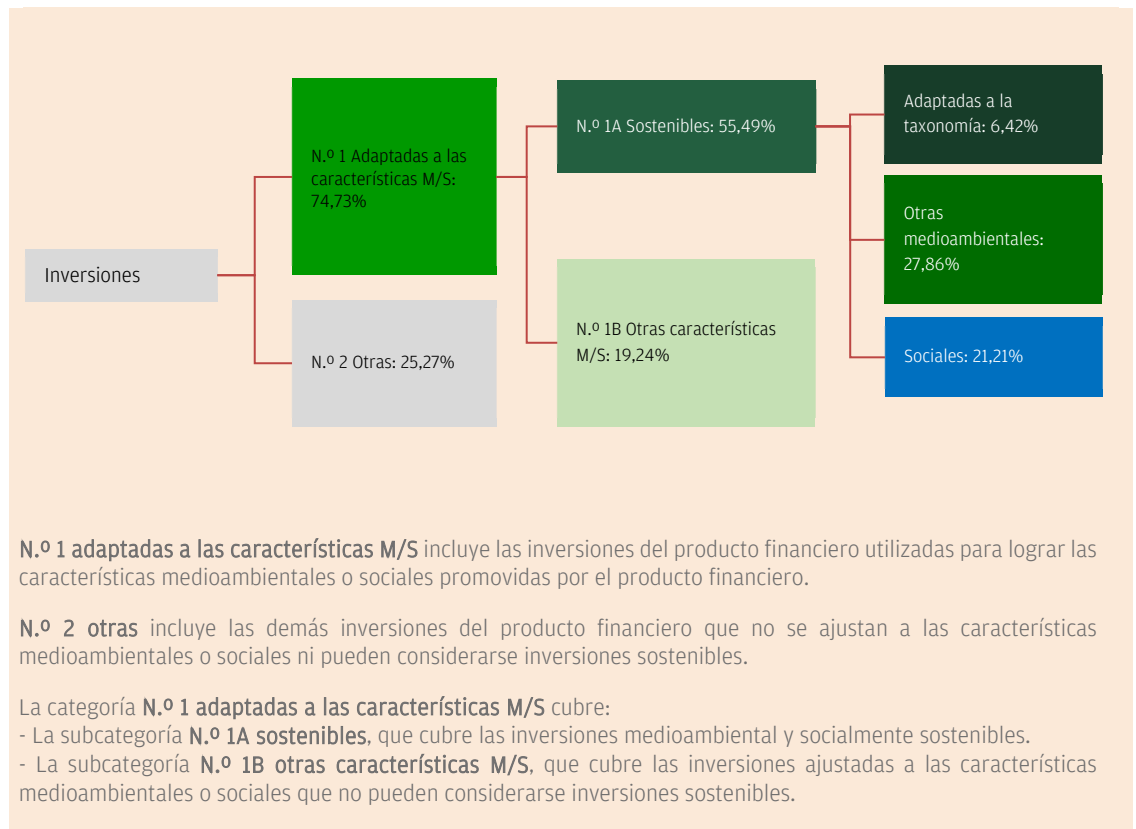 Inversiones
N.º 1 Adaptadas a las
características M/S:
74,73%
N.º 2 Otras: 25,27%
N.º 1A Sostenibles: 55,49%
N.º 1B Otras características
M/S: 19,24%
Adaptadas a la
taxonomía: 6,42%
Otras
medioambientales:
27,86%
Sociales: 21,21%
N.º 1 adaptadas a las características M/S incluye las inversiones del producto financiero utilizadas para lograr las
características medioambientales o sociales promovidas por el producto financiero.
N.º 2 otras incluye las demás inversiones del producto financiero que no se ajustan a las características
medioambientales o sociales ni pueden considerarse inversiones sostenibles.
La categoría N.º 1 adaptadas a las características M/S cubre:
- La subcategoría N.º 1A sostenibles, que cubre las inversiones medioambiental y socialmente sostenibles.
- La subcategoría N.º 1B otras características M/S, que cubre las inversiones ajustadas a las características
medioambientales o sociales que no pueden considerarse inversiones sostenibles.